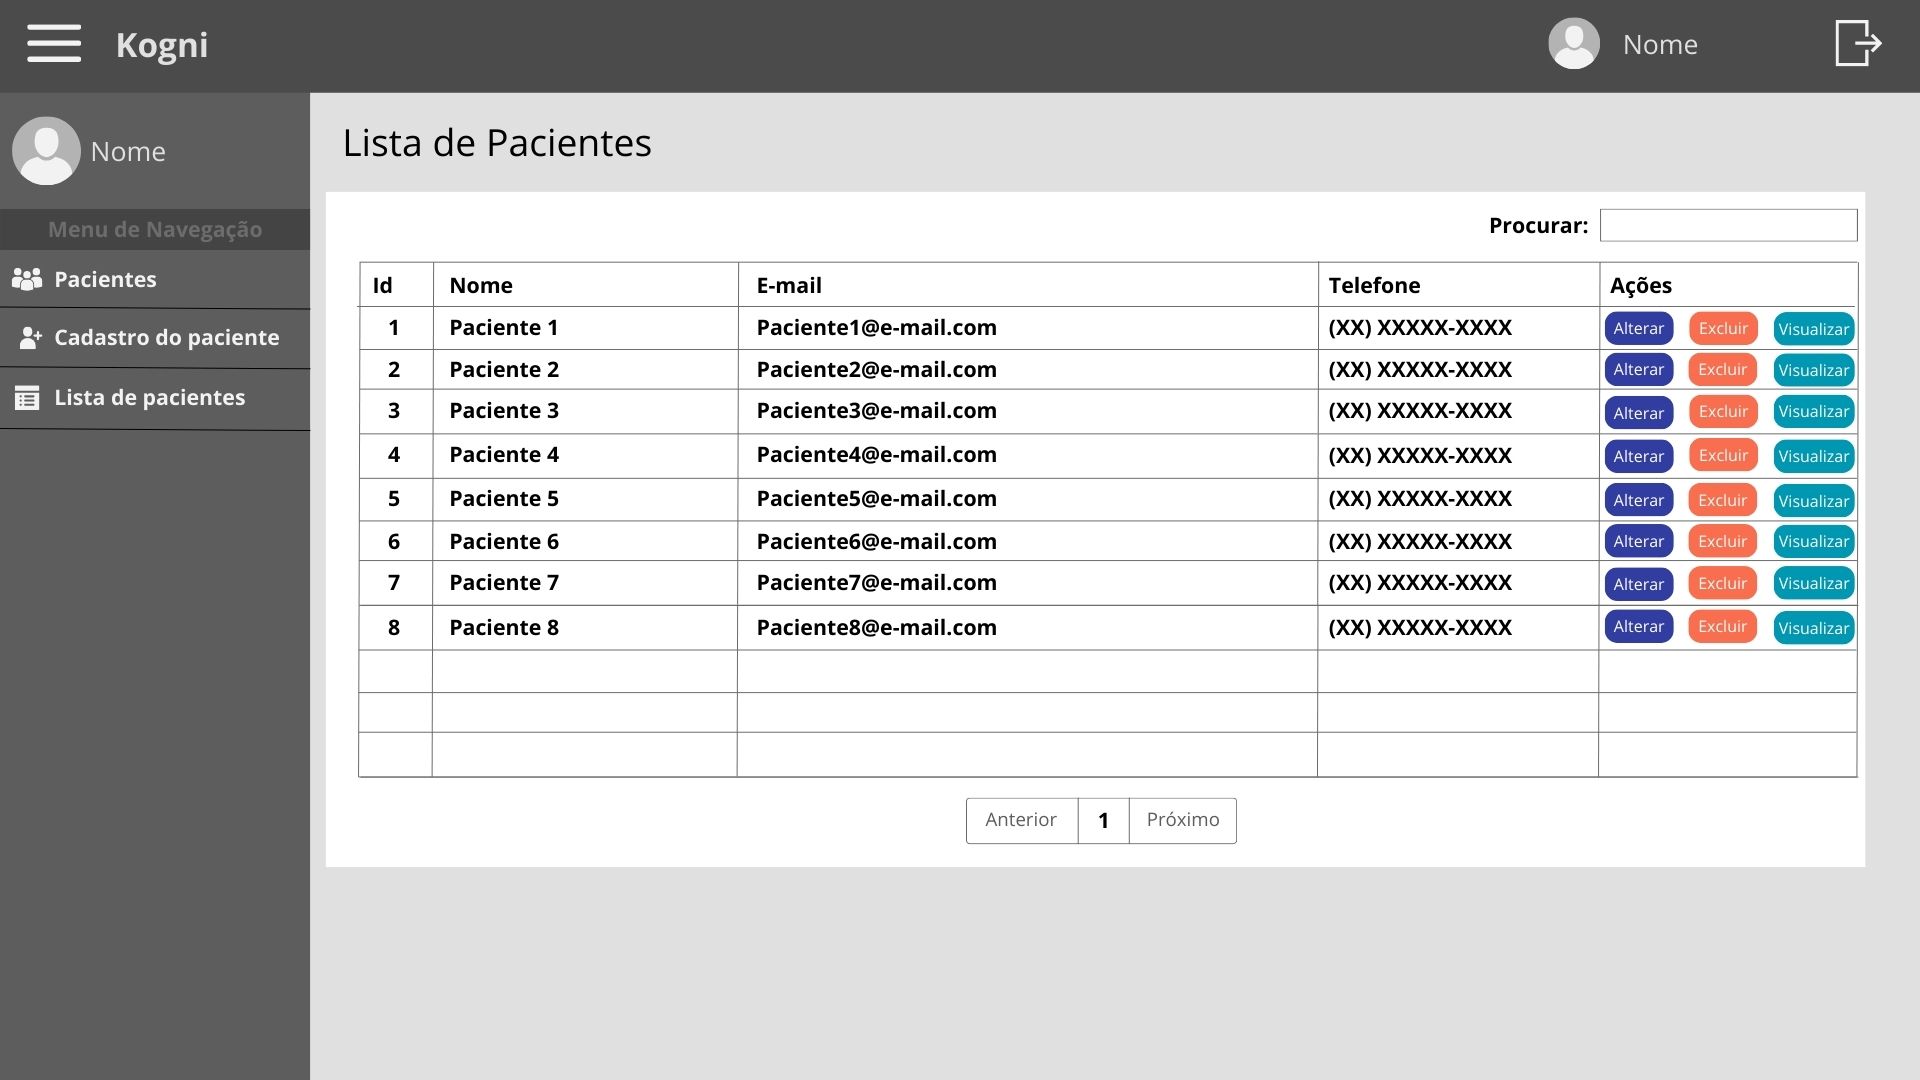 Kogni
Nome
Nome
Menu de Navegação
Pacientes
Cadastro do paciente
Lista de pacientes
Lista de Pacientes
Procurar:
Id Nome E-mail Telefone Ações
1 Paciente 1 Paciente1@e-mail.com (XX) XXXXX-XXXX Alterar Excluir Visualizar
2 Paciente 2 Paciente2@e-mail.com (XX) XXXXX-XXXX Alterar Excluir Visualizar
3 Paciente 3 Paciente3@e-mail.com (XX) XXXXX-XXXX Alterar Excluir Visualizar
4 Paciente 4 Paciente4@e-mail.com (XX) XXXXX-XXXX Alterar Excluir Visualizar
5 Paciente 5 Paciente5@e-mail.com (XX) XXXXX-XXXX Alterar Excluir Visualizar
6 Paciente 6 Paciente6@e-mail.com (XX) XXXXX-XXXX Alterar Excluir Visualizar
7 Paciente 7 Paciente7@e-mail.com (XX) XXXXX-XXXX Alterar Excluir Visualizar
8 Paciente 8 Paciente8@e-mail.com (XX) XXXXX-XXXX Alterar Excluir Visualizar
Anterior 1 Próximo